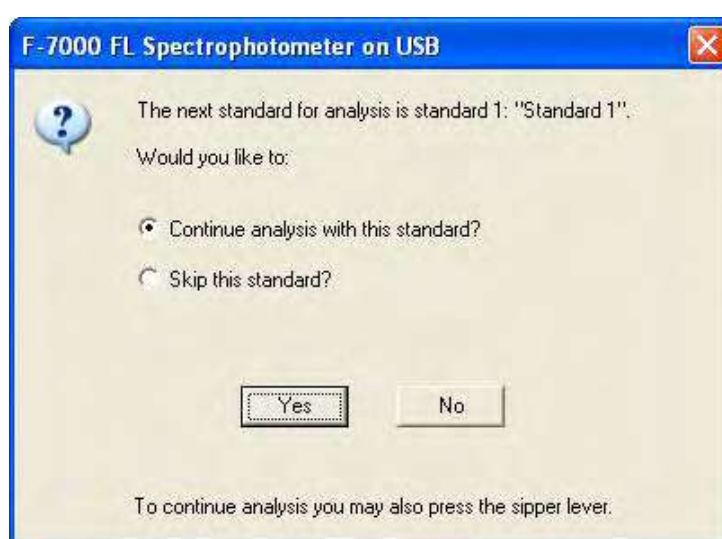 F-7000 FL Spectrophotometer on USB
The next standard for analysis is standard 1: "Standard 1".
Would you like to:
Continue analysis with this standard?
Skip this standard?
Yes No
To continue analysis you may also press the sipper lever.